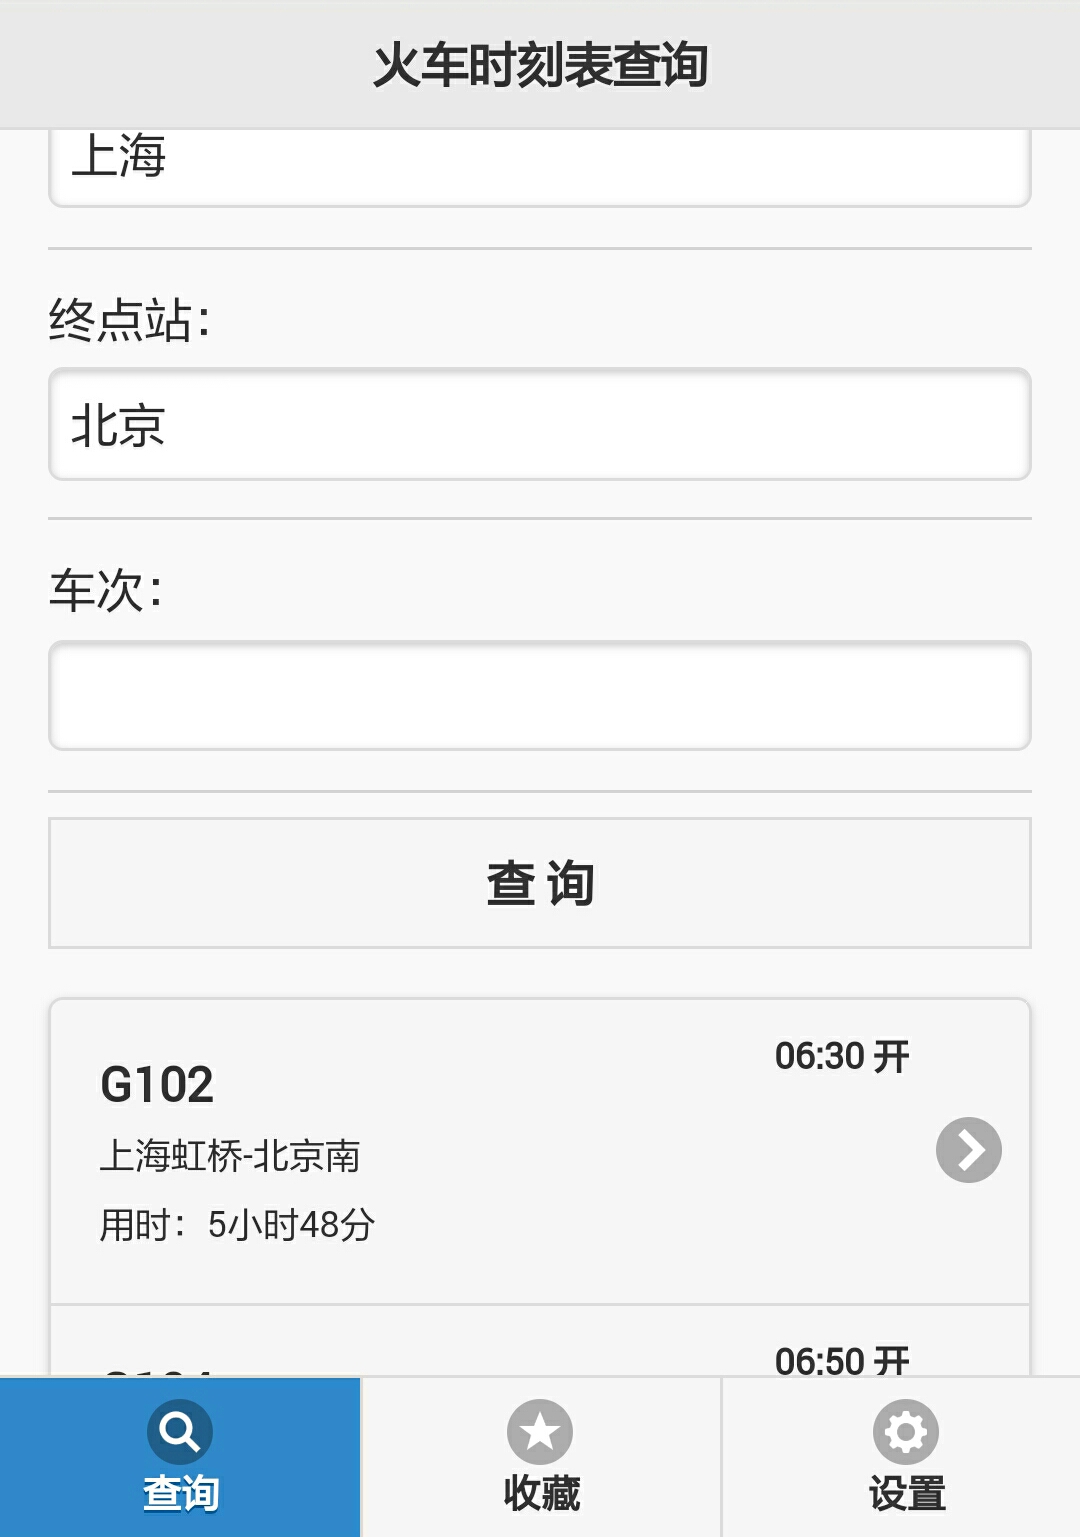 火车时刻表查询
上海
终点站：
北京
车次：
查 询
06:30 开
G102
上海虹桥-北京南
用时：5小时48分
06:50 开
查询
收藏
设置